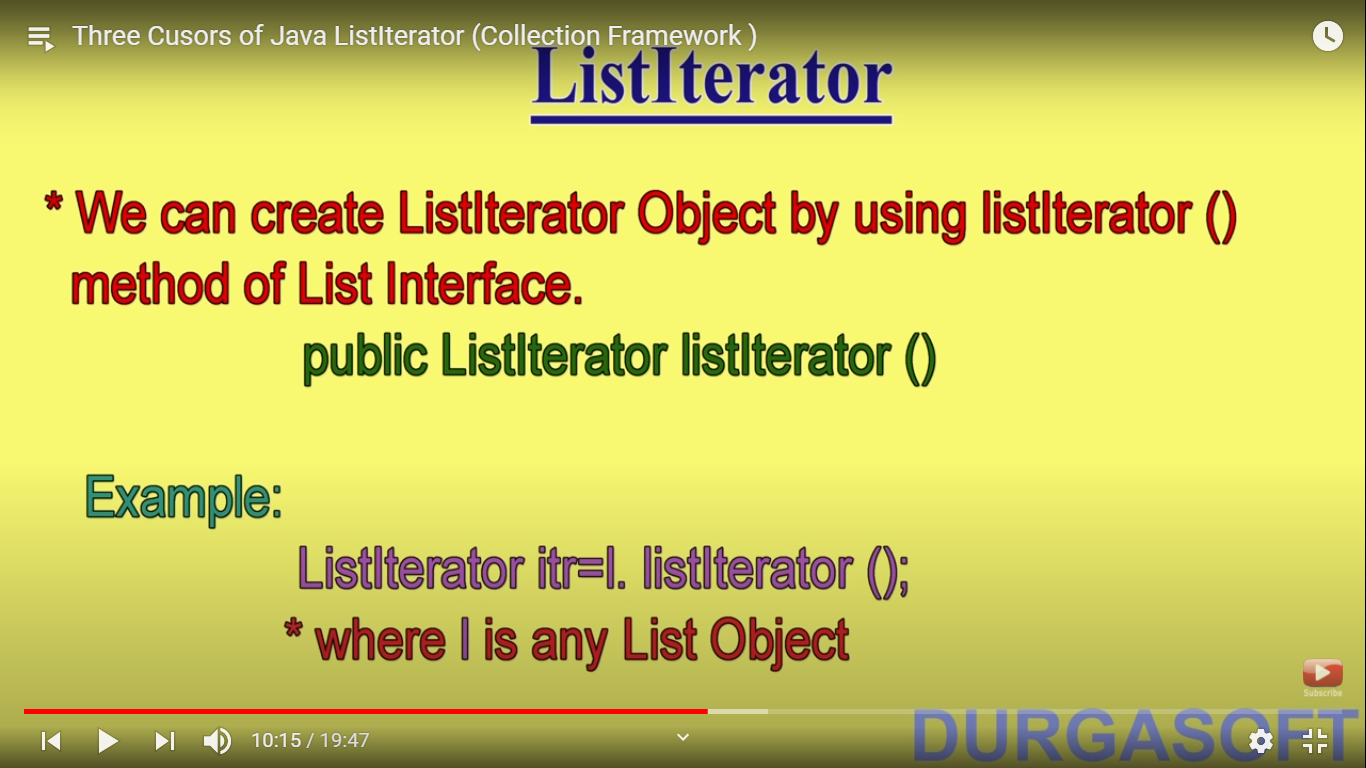 Three Cusors of Java ListIterator (Collection Framework )
ListIterator
* We can create ListIterator Object by using listIterator ()
method of List Interface.
public ListIterator listIterator ()
Example:
ListIterator itr=l. listIterator ();
* where l is any List Object
Subscribe
10:15 / 19:47
DURGASOFT